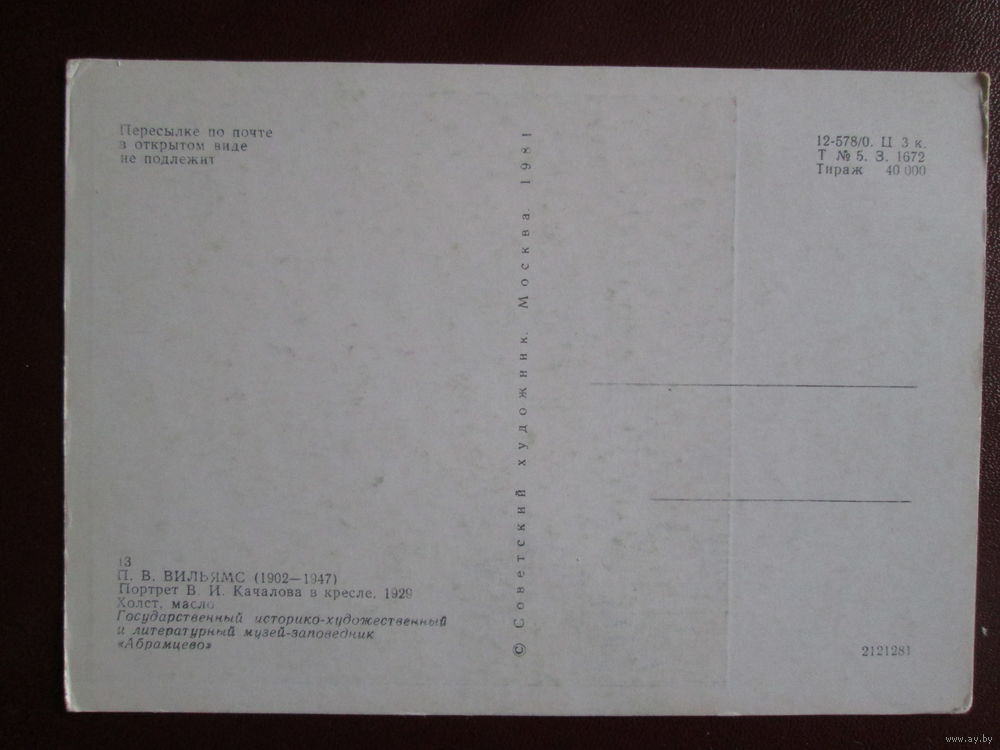 Пересылке по почте
в открытом виде
не подлежит
12-578/0. Ц 3 к.
Т № 5. З. 1672
Тираж 40 000
© Советский художник. Москва. 1981
13
П. В. ВИЛЬЯМС (1902—1947)
Портрет В. И. Качалова в кресле. 1929
Холст, масло
Государственный историко-художественный
и литературный музей-заповедник
«Абрамцево»
2121281
www.ay.by